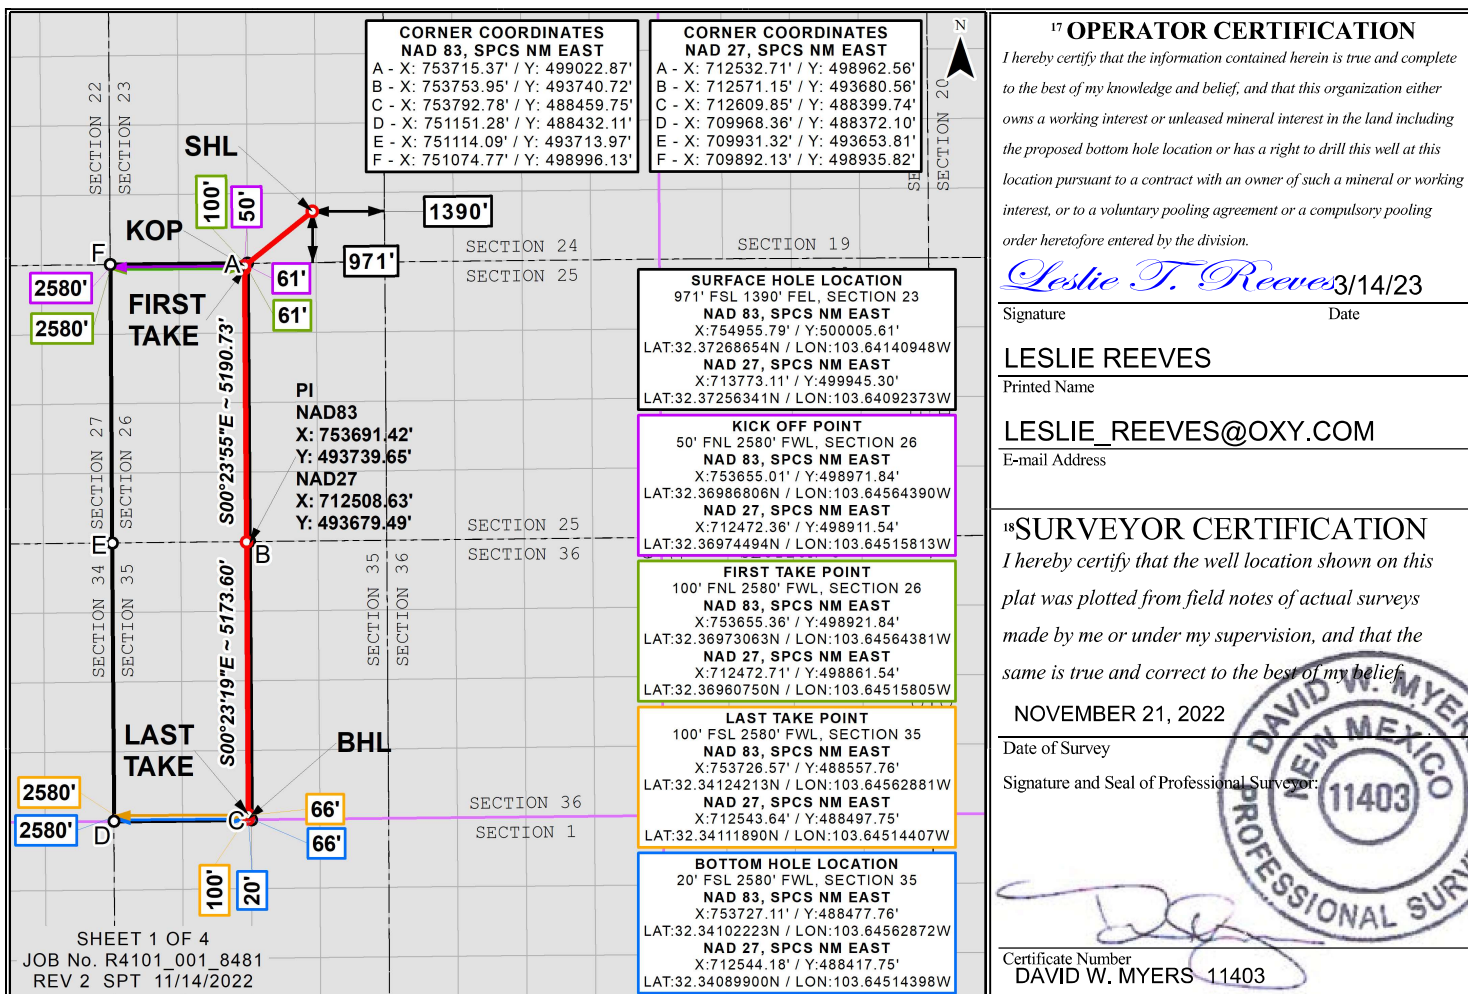 CORNER COORDINATES
NAD 83, SPCS NM EAST
A - X: 753715.37' / Y: 499022.87'
B - X: 753753.95' / Y: 493740.72'
C - X: 753792.78' / Y: 488459.75'
D - X: 751151.28' / Y: 488432.11'
E - X: 751114.09' / Y: 493713.97'
F - X: 751074.77' / Y: 498996.13'
CORNER COORDINATES
NAD 27, SPCS NM EAST
A - X: 712532.71' / Y: 498962.56'
B - X: 712571.15' / Y: 493680.56'
C - X: 712609.85' / Y: 488399.74'
D - X: 709968.36' / Y: 488372.10'
E - X: 709931.32' / Y: 493653.81'
F - X: 709892.13' / Y: 498935.82'
N
SECTION 22
SECTION 23
SECTION 20
SHL
100'
50'
1390'
KOP
971'
SECTION 24
SECTION 19
SECTION 25
F
A
2580'
61'
FIRST
TAKE
2580'
61'
S00°23'55"E ~ 5190.73'
PI
NAD83
X: 753691.42'
Y: 493739.65'
NAD27
X: 712508.63'
Y: 493679.49'
SECTION 27
SECTION 26
SECTION 25
SECTION 36
E
B
SECTION 34
SECTION 35
SECTION 35
SECTION 36
S00°23'19"E ~ 5173.60'
LAST
TAKE
BHL
2580'
66'
SECTION 36
2580'
D
C
SECTION 1
66'
100'
20'
SHEET 1 OF 4
JOB No. R4101_001_8481
REV 2 SPT 11/14/2022
SURFACE HOLE LOCATION
971' FSL 1390' FEL, SECTION 23
NAD 83, SPCS NM EAST
X:754955.79' / Y:500005.61'
LAT:32.37268654N / LON:103.64140948W
NAD 27, SPCS NM EAST
X:713773.11' / Y:499945.30'
LAT:32.37256341N / LON:103.64092373W
KICK OFF POINT
50' FNL 2580' FWL, SECTION 26
NAD 83, SPCS NM EAST
X:753655.01' / Y:498971.84'
LAT:32.36986806N / LON:103.64564390W
NAD 27, SPCS NM EAST
X:712472.36' / Y:498911.54'
LAT:32.36974494N / LON:103.64515813W
FIRST TAKE POINT
100' FNL 2580' FWL, SECTION 26
NAD 83, SPCS NM EAST
X:753655.36' / Y:498921.84'
LAT:32.36973063N / LON:103.64564381W
NAD 27, SPCS NM EAST
X:712472.71' / Y:498861.54'
LAT:32.36960750N / LON:103.64515805W
LAST TAKE POINT
100' FSL 2580' FWL, SECTION 35
NAD 83, SPCS NM EAST
X:753726.57' / Y:488557.76'
LAT:32.34124213N / LON:103.64562881W
NAD 27, SPCS NM EAST
X:712543.64' / Y:488497.75'
LAT:32.34111890N / LON:103.64514407W
BOTTOM HOLE LOCATION
20' FSL 2580' FWL, SECTION 35
NAD 83, SPCS NM EAST
X:753727.11' / Y:488477.76'
LAT:32.34102223N / LON:103.64562872W
NAD 27, SPCS NM EAST
X:712544.18' / Y:488417.75'
LAT:32.34089900N / LON:103.64514398W
17 OPERATOR CERTIFICATION
I hereby certify that the information contained herein is true and complete
to the best of my knowledge and belief, and that this organization either
owns a working interest or unleased mineral interest in the land including
the proposed bottom hole location or has a right to drill this well at this
location pursuant to a contract with an owner of such a mineral or working
interest, or to a voluntary pooling agreement or a compulsory pooling
order heretofore entered by the division.
Leslie T. Reeves 3/14/23
Signature Date
LESLIE REEVES
Printed Name
LESLIE_REEVES@OXY.COM
E-mail Address
18 SURVEYOR CERTIFICATION
I hereby certify that the well location shown on this
plat was plotted from field notes of actual surveys
made by me or under my supervision, and that the
same is true and correct to the best of my belief.
NOVEMBER 21, 2022
Date of Survey
Signature and Seal of Professional Surveyor:
DAVID W. MYERS
NEW MEXICO
11403
PROFESSIONAL
Certificate Number
DAVID W. MYERS 11403